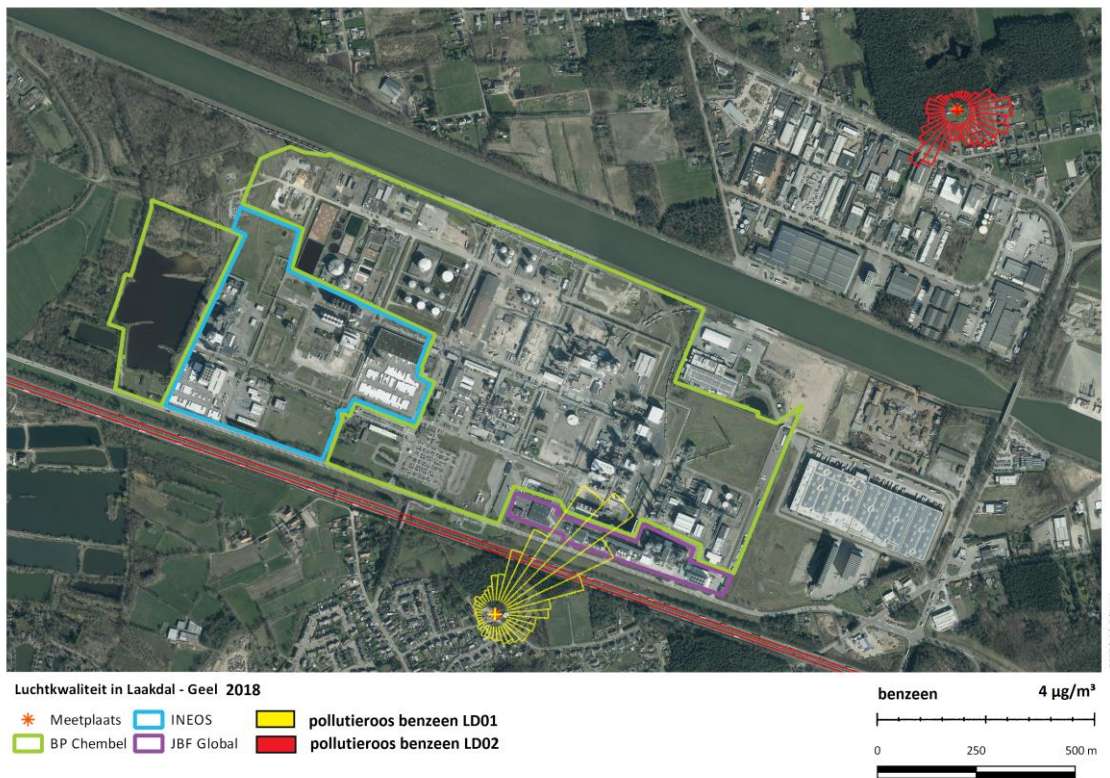 Luchtkwaliteit in Laakdal - Geel 2018
Meetplaats
INEOS
pollutieroos benzeen LD01
BP Chembel
JBF Global
pollutieroos benzeen LD02
benzeen 4 µg/m³
0 250 500 m